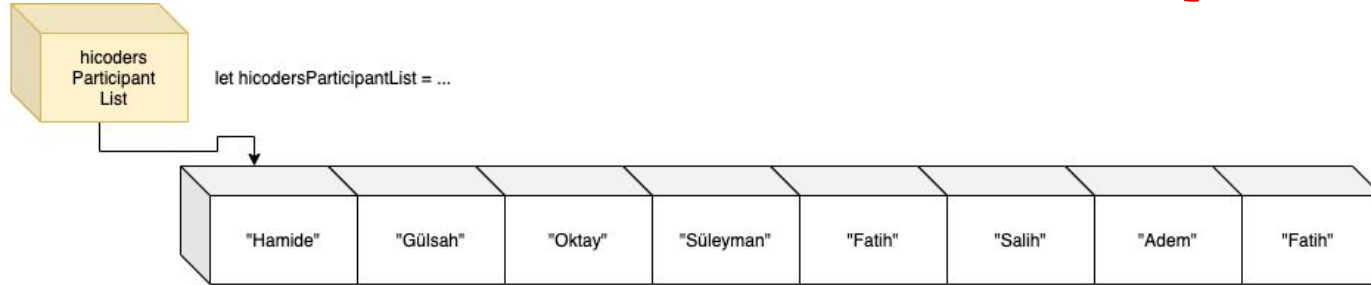 hicoders
Participant
List
let hicodersParticipantList = ...
"Hamide" "Gülsah" "Oktay" "Süleyman" "Fatih" "Salih" "Adem" "Fatih"